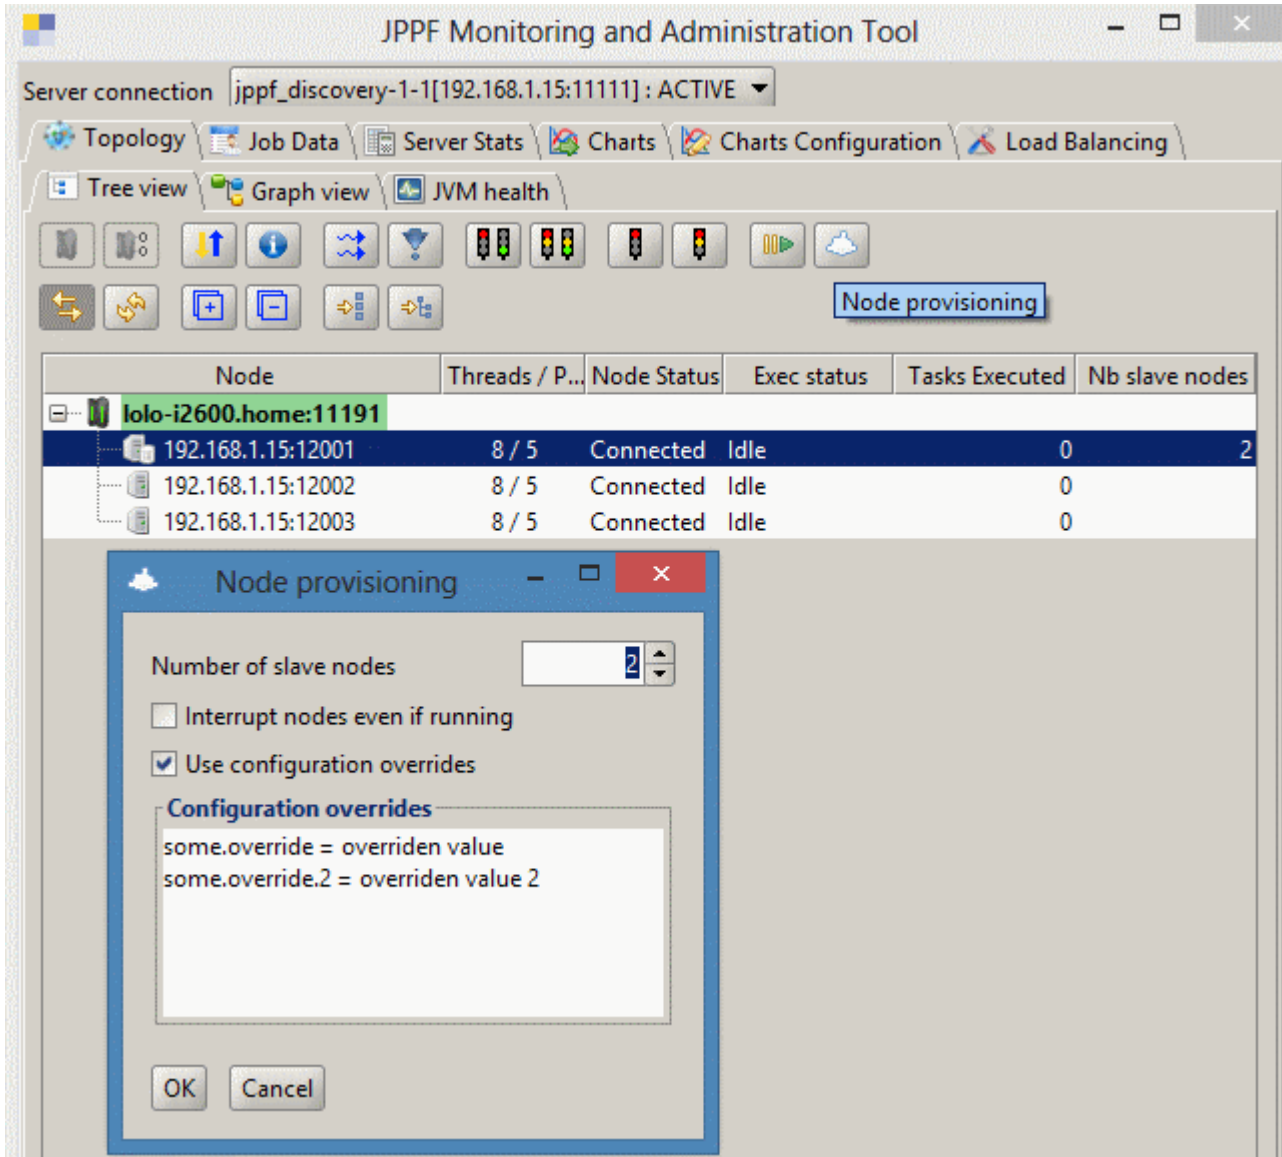 JPPF Monitoring and Administration Tool
Server connection jppf_discovery-1-1[192.168.1.15:11111] : ACTIVE
Topology Job Data Server Stats Charts Charts Configuration Load Balancing
Tree view Graph view JVM health
Node provisioning
Node Threads / P... Node Status Exec status Tasks Executed Nb slave nodes
lolo-i2600.home:11191
192.168.1.15:12001 8 / 5 Connected Idle 0 2
192.168.1.15:12002 8 / 5 Connected Idle 0
192.168.1.15:12003 8 / 5 Connected Idle 0
Node provisioning
Number of slave nodes 2
Interrupt nodes even if running
Use configuration overrides
Configuration overrides
some.override = overriden value
some.override.2 = overriden value 2
OK Cancel